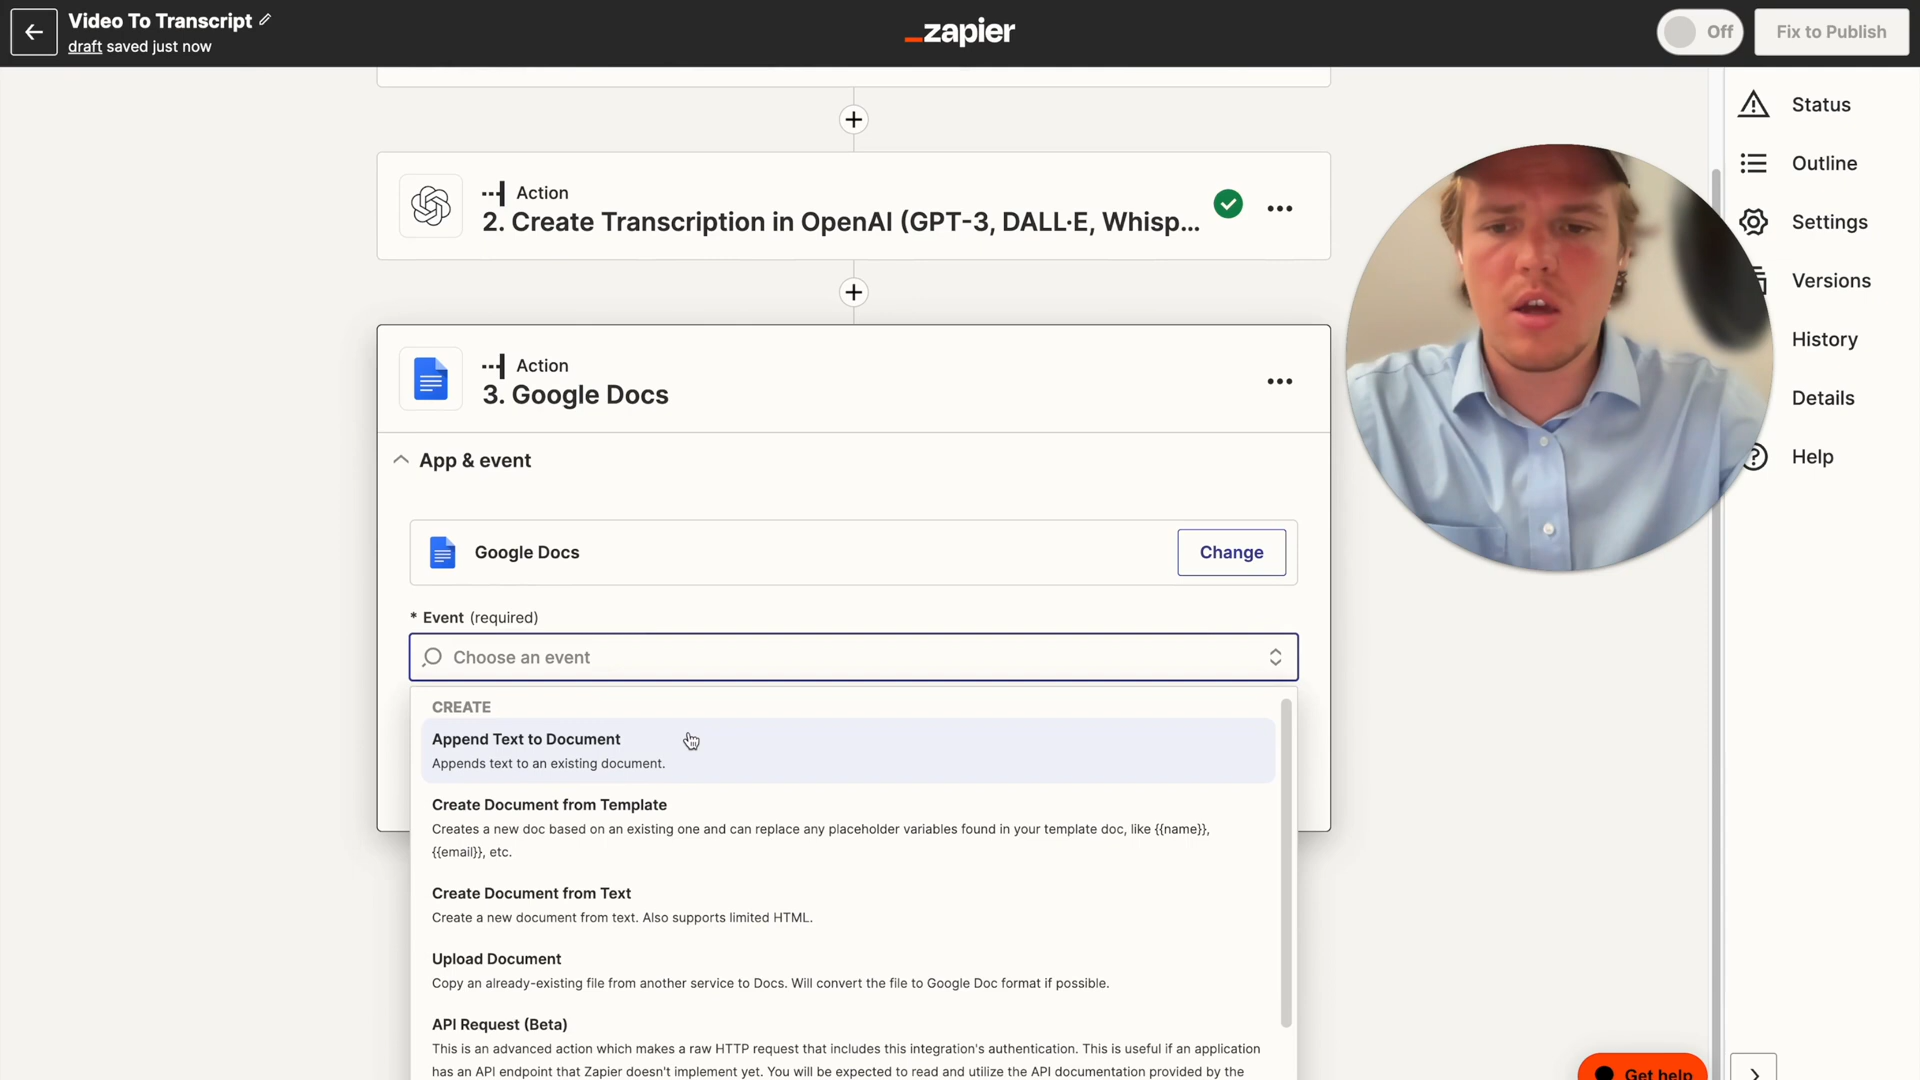 Video To Transcript
draft saved just now
zapier
Off
Fix to Publish
Status
Outline
Settings
Versions
History
Details
Help
Action
2. Create Transcription in OpenAI (GPT-3, DALL·E, Whisp...
Action
3. Google Docs
App & event
Google Docs
Change
* Event (required)
Choose an event
CREATE
Append Text to Document
Appends text to an existing document.
Create Document from Template
Creates a new doc based on an existing one and can replace any placeholder variables found in your template doc, like {{name}},
{{email}}, etc.
Create Document from Text
Create a new document from text. Also supports limited HTML.
Upload Document
Copy an already-existing file from another service to Docs. Will convert the file to Google Doc format if possible.
API Request (Beta)
This is an advanced action which makes a raw HTTP request that includes this integration's authentication. This is useful if an application
has an API endpoint that Zapier doesn't implement yet. You will be expected to read and utilize the API documentation provided by the
Get help